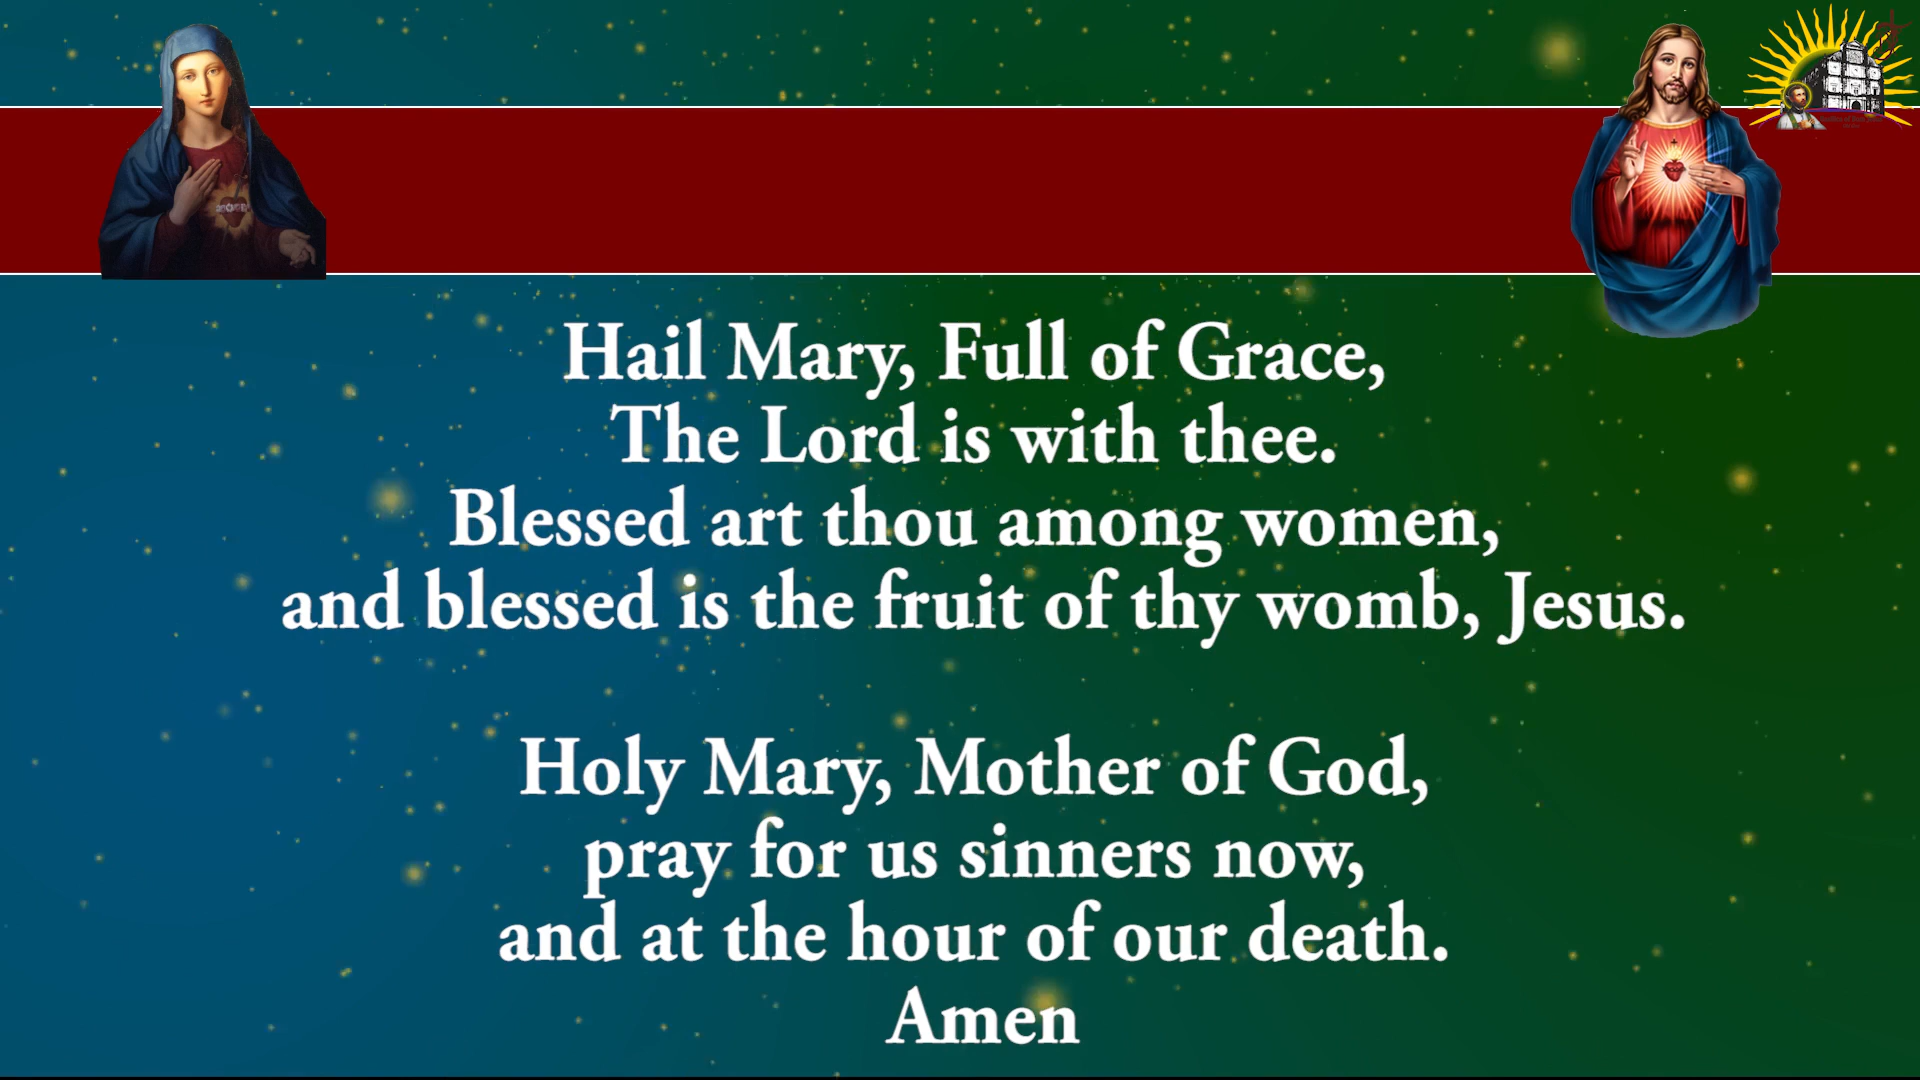 Hail Mary, Full of Grace,
The Lord is with thee.
Blessed art thou among women,
and blessed is the fruit of thy womb, Jesus.
Holy Mary, Mother of God,
pray for us sinners now,
and at the hour of our death.
Amen